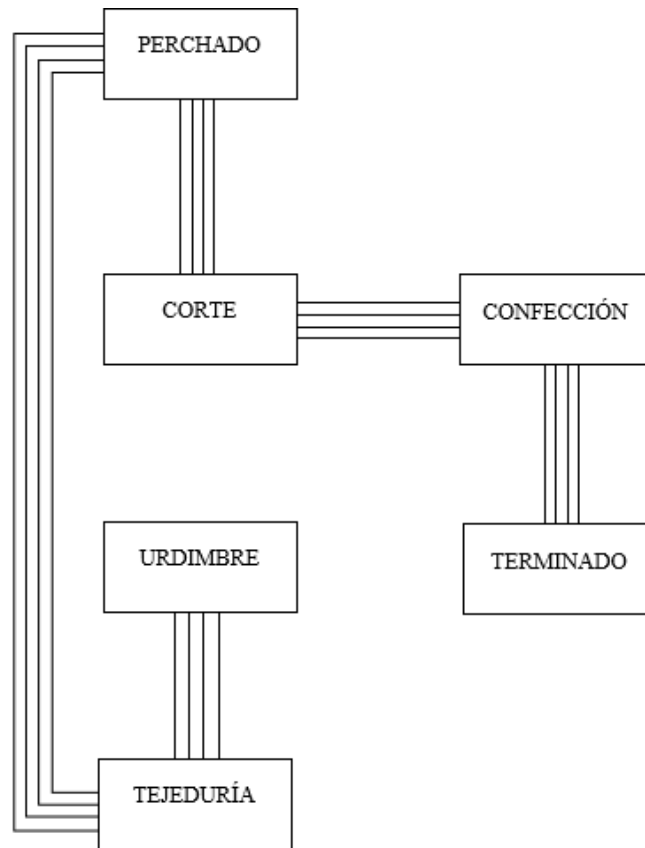 PERCHADO
CORTE
CONFECCIÓN
URDIMBRE
TERMINADO
TEJEDURÍA